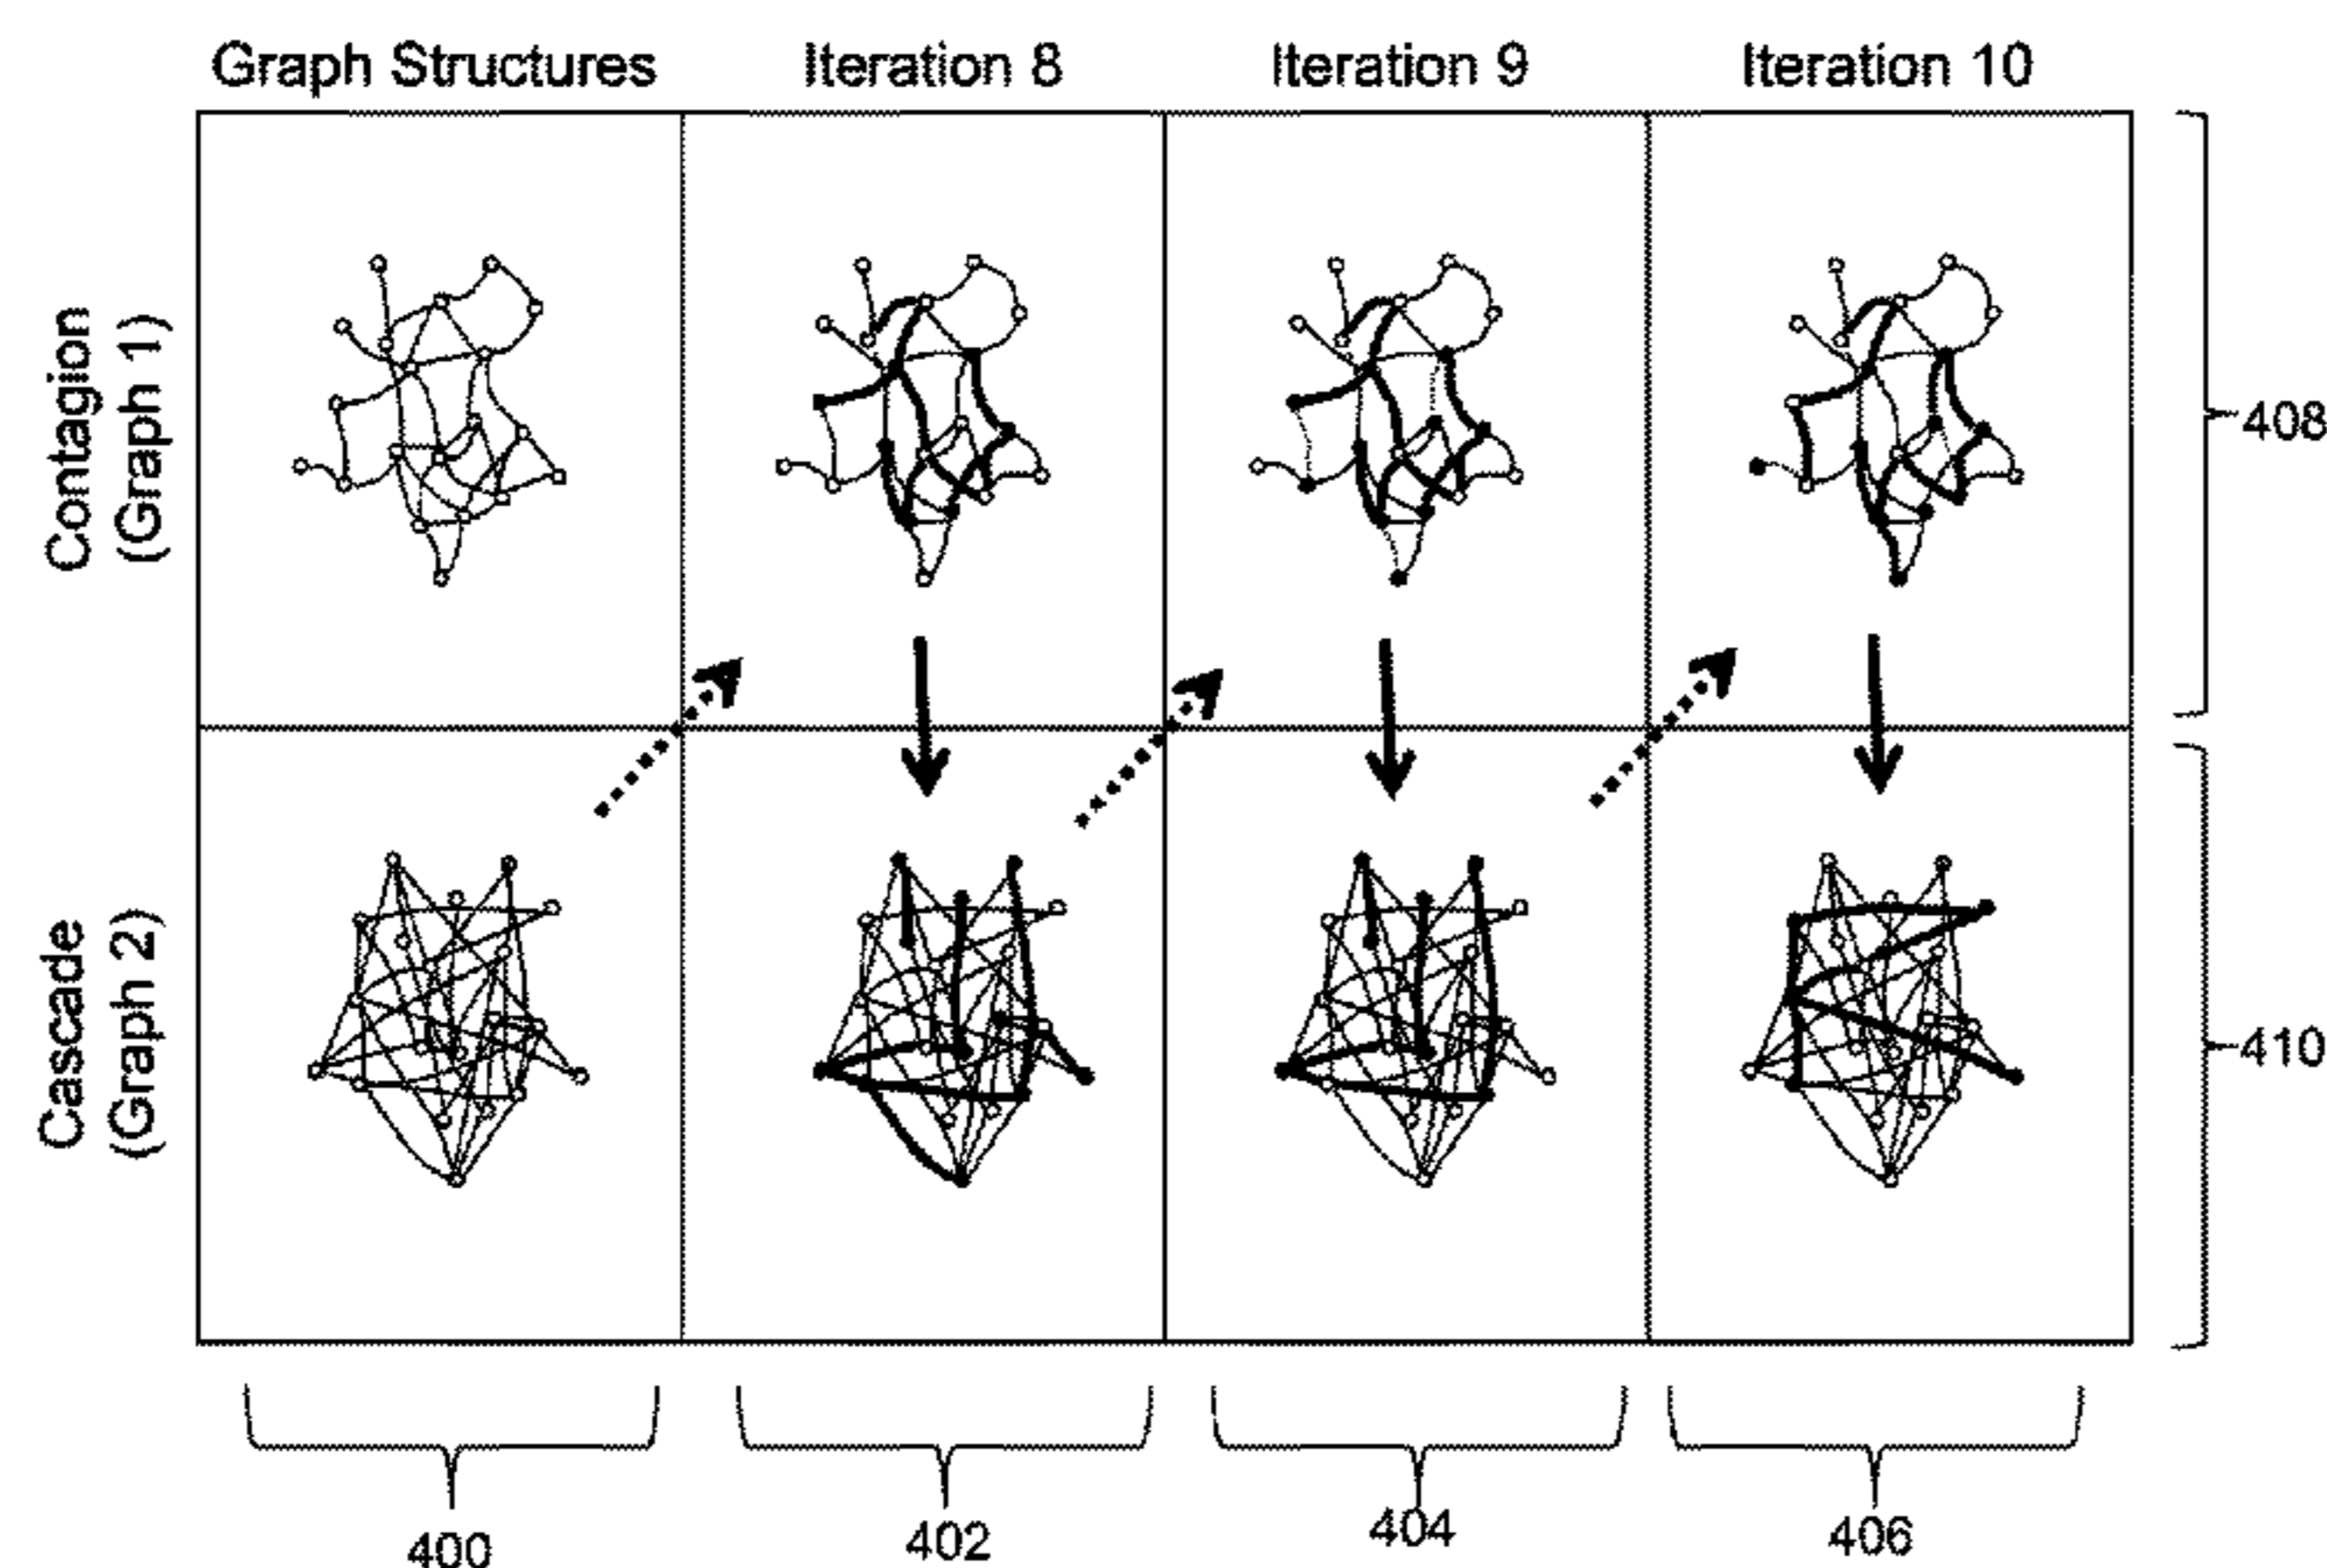 Graph Structures Iteration 8 Iteration 9 Iteration 10
Contagion
(Graph 1)
408
Cascade
(Graph 2)
410
400 402 404 406